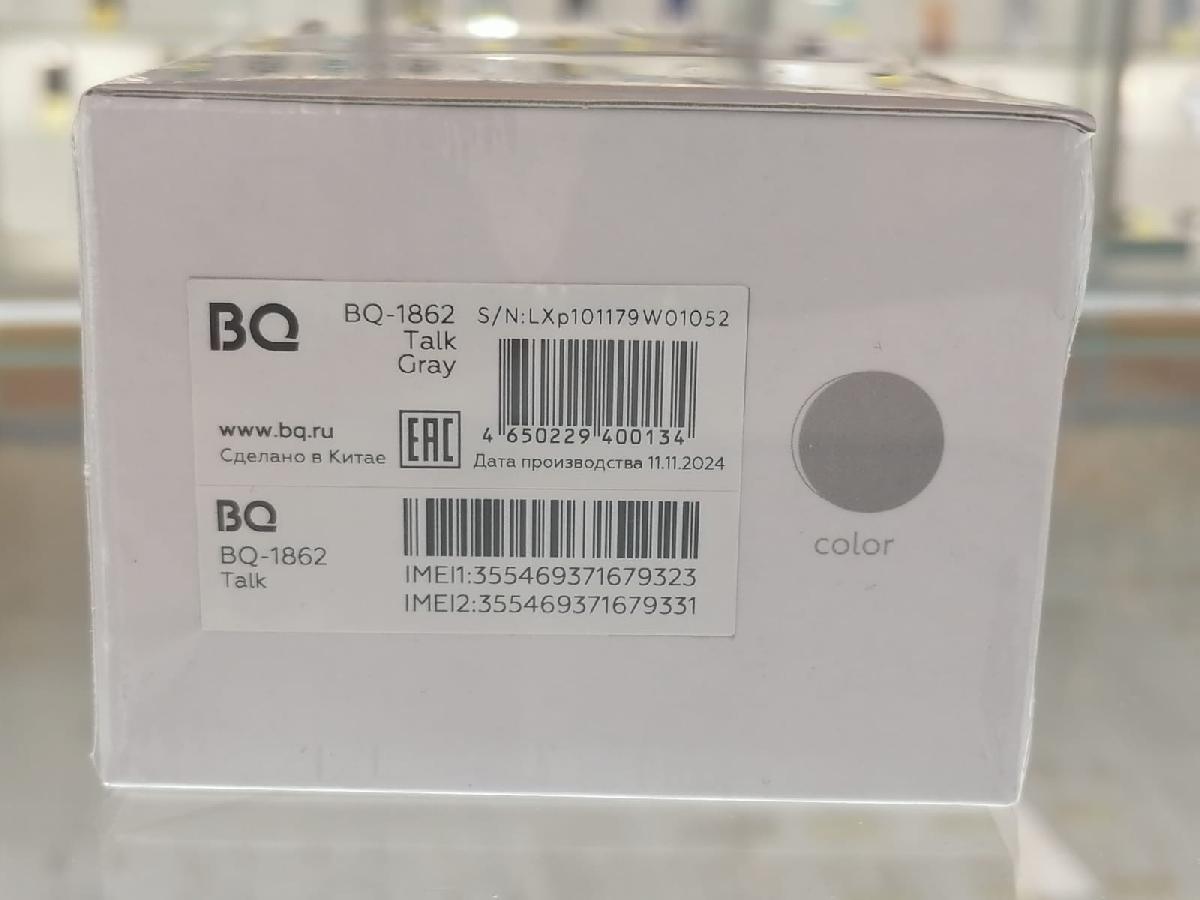 BQ
BQ-1862
Talk
Gray
S/N:LXp101179W01052
4 650229 400134
www.bq.ru
Сделано в Китае
EAC
Дата производства 11.11.2024
BQ
BQ-1862
Talk
IMEI1:355469371679323
IMEI2:355469371679331
color